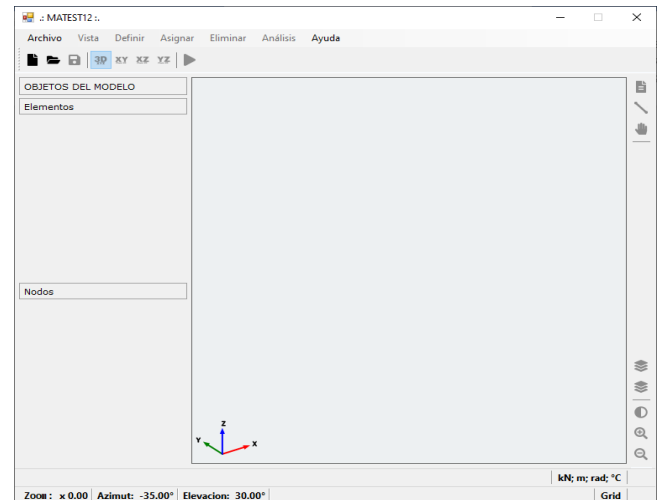 .: MATEST12 :.
Archivo Vista Definir Asignar Eliminar Análisis Ayuda
3D XY XZ YZ
OBJETOS DEL MODELO
Elementos
Nodos
Z
Y X
kN; m; rad; °C
Zoom: x 0.00 Azimut: -35.00° Elevacion: 30.00° Grid